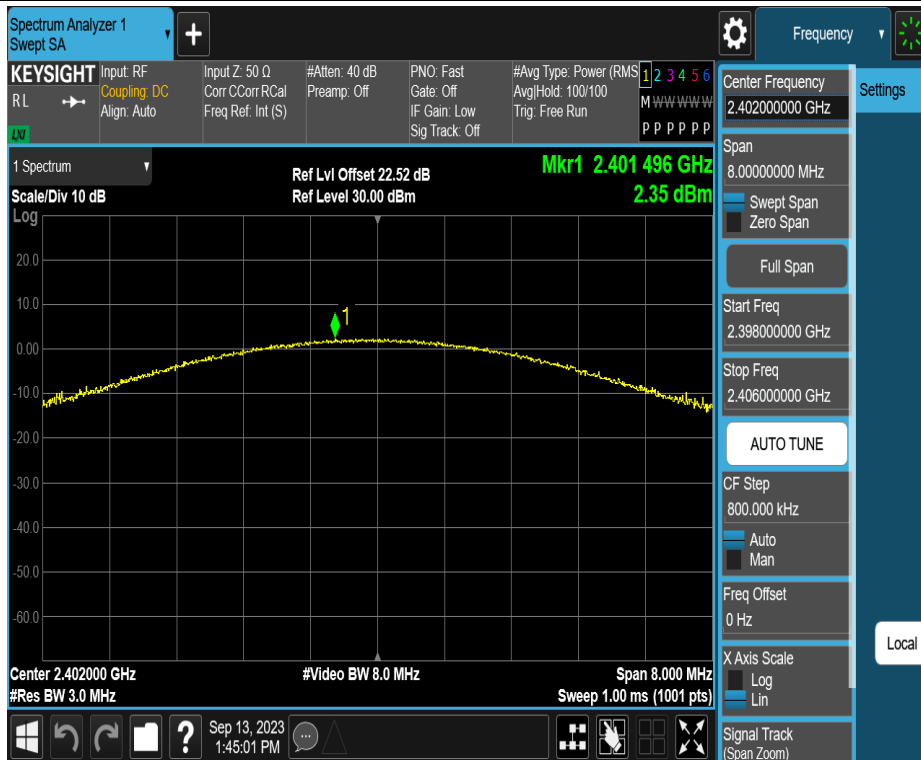 Spectrum Analyzer 1
Swept SA
+
Frequency
KEYSIGHT
R L
LXI
Input: RF
Coupling: DC
Align: Auto
Input Z: 50 Ω
Corr CCorr RCal
Freq Ref: Int (S)
#Atten: 40 dB
Preamp: Off
PNO: Fast
Gate: Off
IF Gain: Low
Sig Track: Off
#Avg Type: Power (RMS
Avg|Hold: 100/100
Trig: Free Run
1 2 3 4 5 6
M W W W W W
P P P P P P
1 Spectrum
Scale/Div 10 dB
Log
Ref Lvl Offset 22.52 dB
Ref Level 30.00 dBm
Mkr1 2.401 496 GHz
2.35 dBm
1
20.0
10.0
0.00
-10.0
-20.0
-30.0
-40.0
-50.0
-60.0
Center 2.402000 GHz
#Res BW 3.0 MHz
#Video BW 8.0 MHz
Span 8.000 MHz
Sweep 1.00 ms (1001 pts)
Center Frequency
2.402000000 GHz
Span
8.00000000 MHz
Swept Span
Zero Span
Full Span
Start Freq
2.398000000 GHz
Stop Freq
2.406000000 GHz
AUTO TUNE
CF Step
800.000 kHz
Auto
Man
Freq Offset
0 Hz
X Axis Scale
Log
Lin
Signal Track
(Span Zoom)
Settings
Local
?
Sep 13, 2023
1:45:01 PM